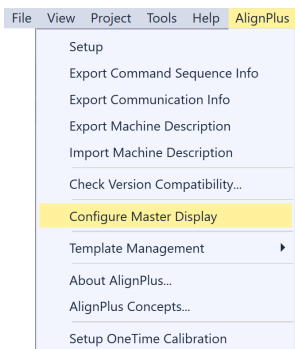 File View Project Tools Help AlignPlus
Setup
Export Command Sequence Info
Export Communication Info
Export Machine Description
Import Machine Description
Check Version Compatibility...
Configure Master Display
Template Management
About AlignPlus...
AlignPlus Concepts...
Setup OneTime Calibration